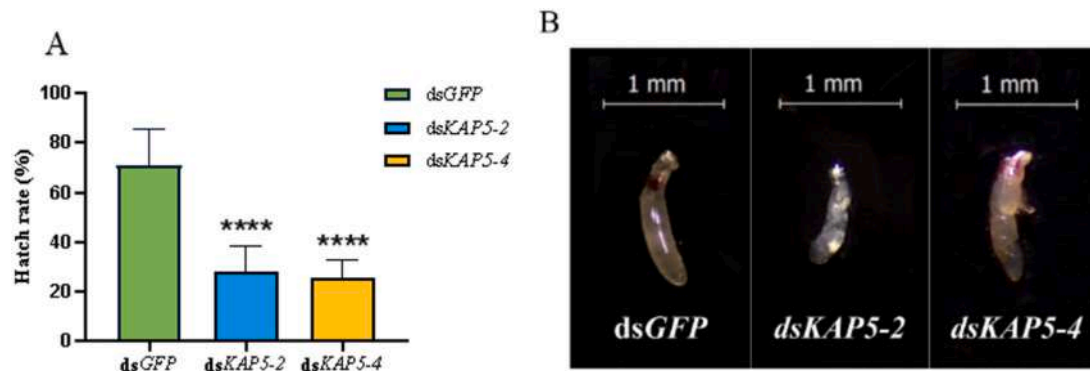 A
B
Hatch rate (%)
100
80
60
40
20
0
****
****
dsGFP
dsKAP5-2
dsKAP5-4
dsGFP
dsKAP5-2
dsKAP5-4
1 mm
1 mm
1 mm
dsGFP
dsKAP5-2
dsKAP5-4